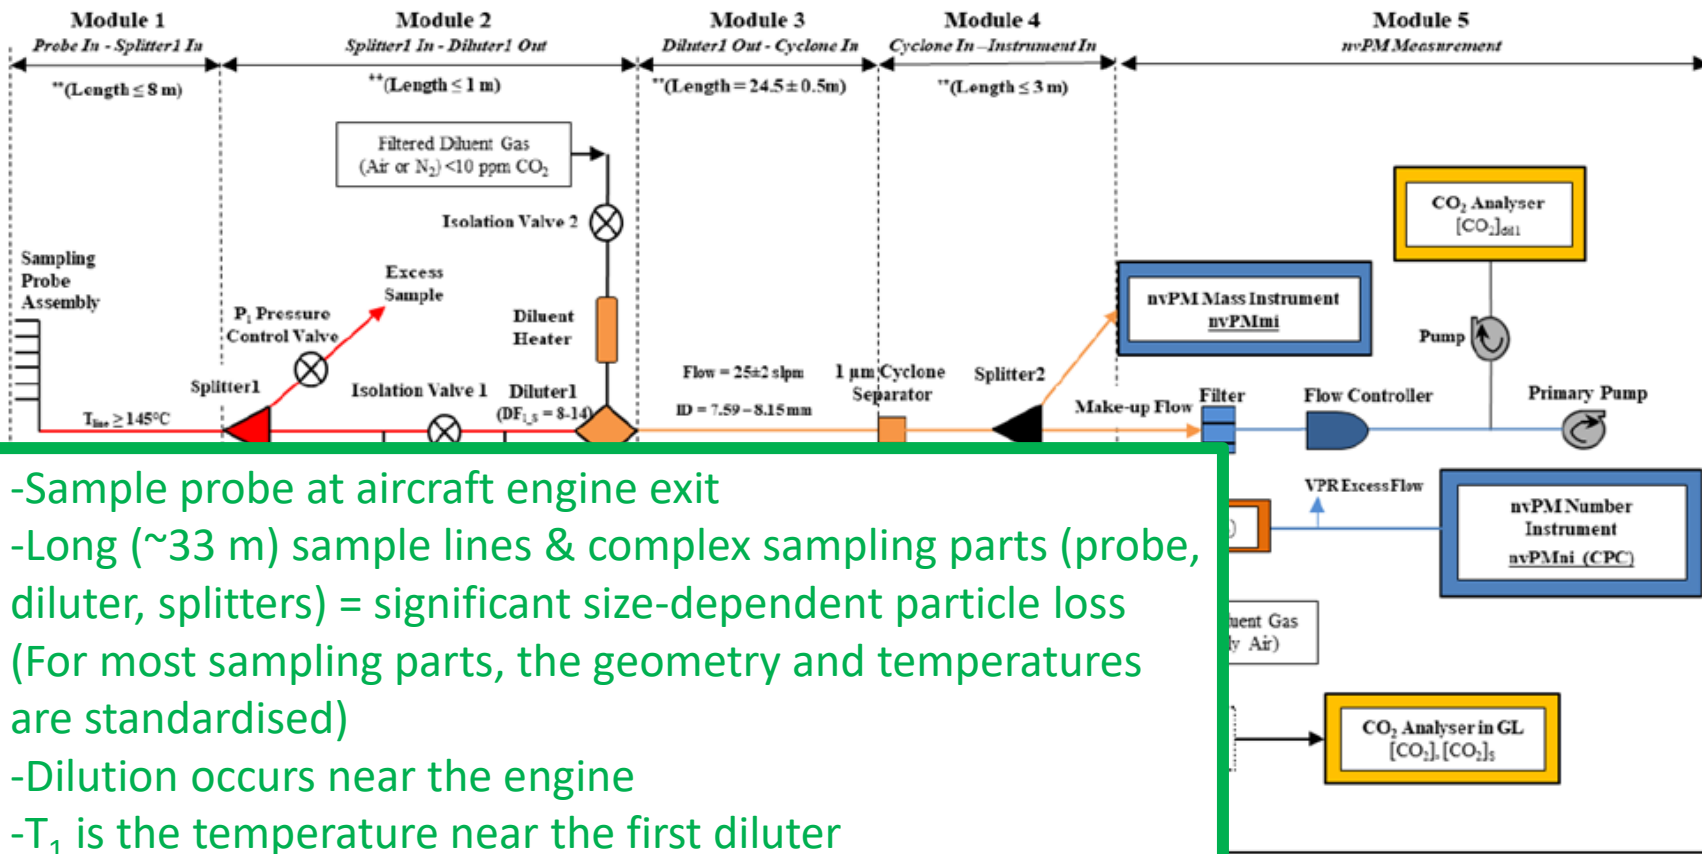 Module 1
Probe In - Splitter1 In
**(Length ≤ 8 m)
Module 2
Splitter1 In - Diluter1 Out
++(Length ≤ 1 m)
Module 3
Diluter1 Out - Cyclone In
**(Length = 24.5 ± 0.5m)
Module 4
Cyclone In –Instrument In
**(Length ≤ 3 m)
Module 5
nvPM Measurement
Filtered Diluent Gas
(Air or N₂) <10 ppm CO₂
Isolation Valve 2
Sampling
Probe
Assembly
Excess
Sample
P₁ Pressure
Control Valve
Diluent
Heater
Splitter1
Isolation Valve 1
Diluter1
(DF₁_S = 8-14)
T_line ≥ 145°C
Flow = 25±2 slpm
ID = 7.59 – 8.15 mm
1 µm Cyclone
Separator
Splitter2
Make-up Flow
nvPM Mass Instrument
nvPMmi
CO₂ Analyser
[CO₂]dil1
Pump
Filter
Flow Controller
Primary Pump
VPR Excess Flow
nvPM Number
Instrument
nvPMni (CPC)
Gas
Air)
CO₂ Analyser in GL
[CO₂], [CO₂]S
-Sample probe at aircraft engine exit
-Long (~33 m) sample lines & complex sampling parts (probe,
diluter, splitters) = significant size-dependent particle loss
(For most sampling parts, the geometry and temperatures
are standardised)
-Dilution occurs near the engine
-T₁ is the temperature near the first diluter